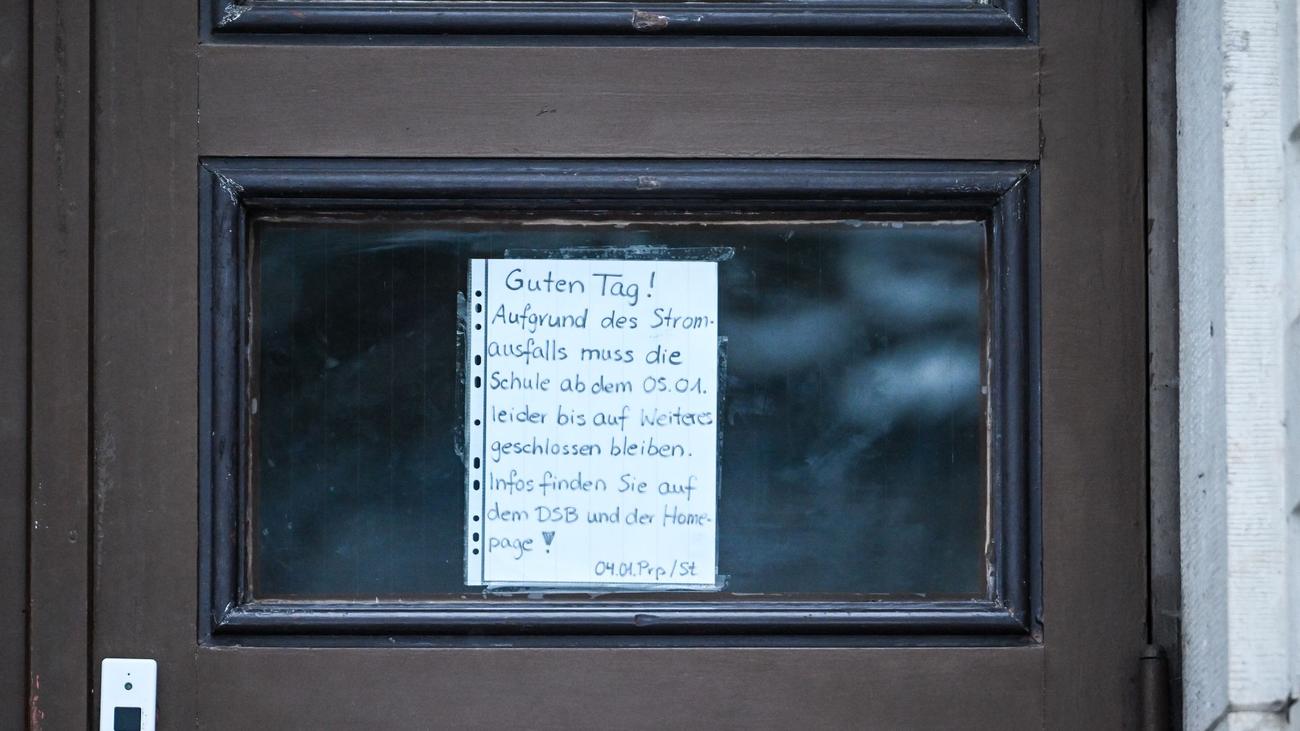 Guten Tag!
Aufgrund des Strom-
ausfalls muss die
Schule ab dem 05.01.
leider bis auf Weiteres
geschlossen bleiben.
Infos finden Sie auf
dem DSB und der Home-
page!
04.01. Prp/St